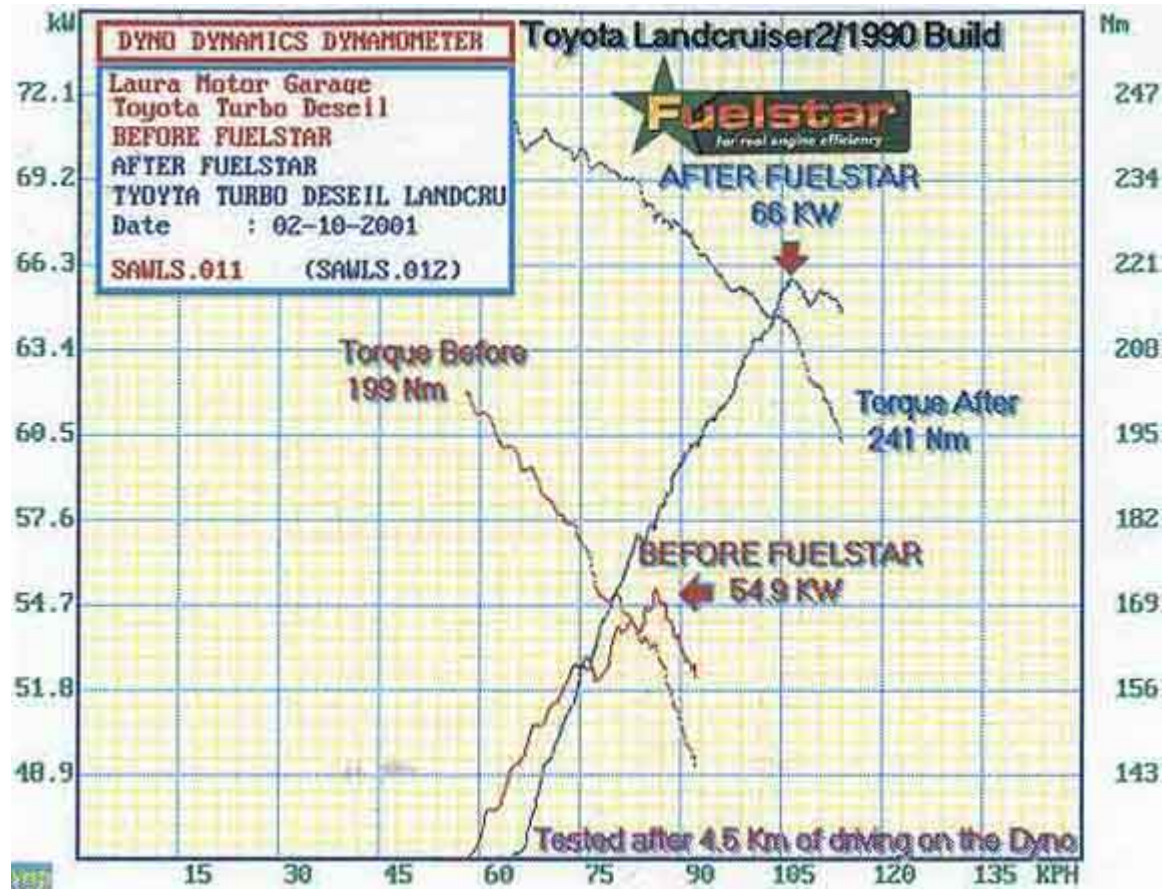 kW
DYNO DYNAMICS DYNAMOMETER
Toyota Landcruiser2/1990 Build
Nm
Laura Motor Garage
Toyota Turbo Deseil
BEFORE FUELSTAR
AFTER FUELSTAR
TYOYTA TURBO DESEIL LANDCRU
Date : 02-10-2001
SAWLS.011 (SAWLS.012)
Fuelstar
for real engine efficiency
AFTER FUELSTAR
66 KW
72.1
69.2
66.3
63.4
60.5
57.6
54.7
51.8
48.9
247
234
221
208
195
182
169
156
143
Torque Before
199 Nm
Torque After
241 Nm
BEFORE FUELSTAR
54.9 KW
Tested after 4.5 Km of driving on the Dyno
15 30 45 60 75 90 105 120 135 KPH